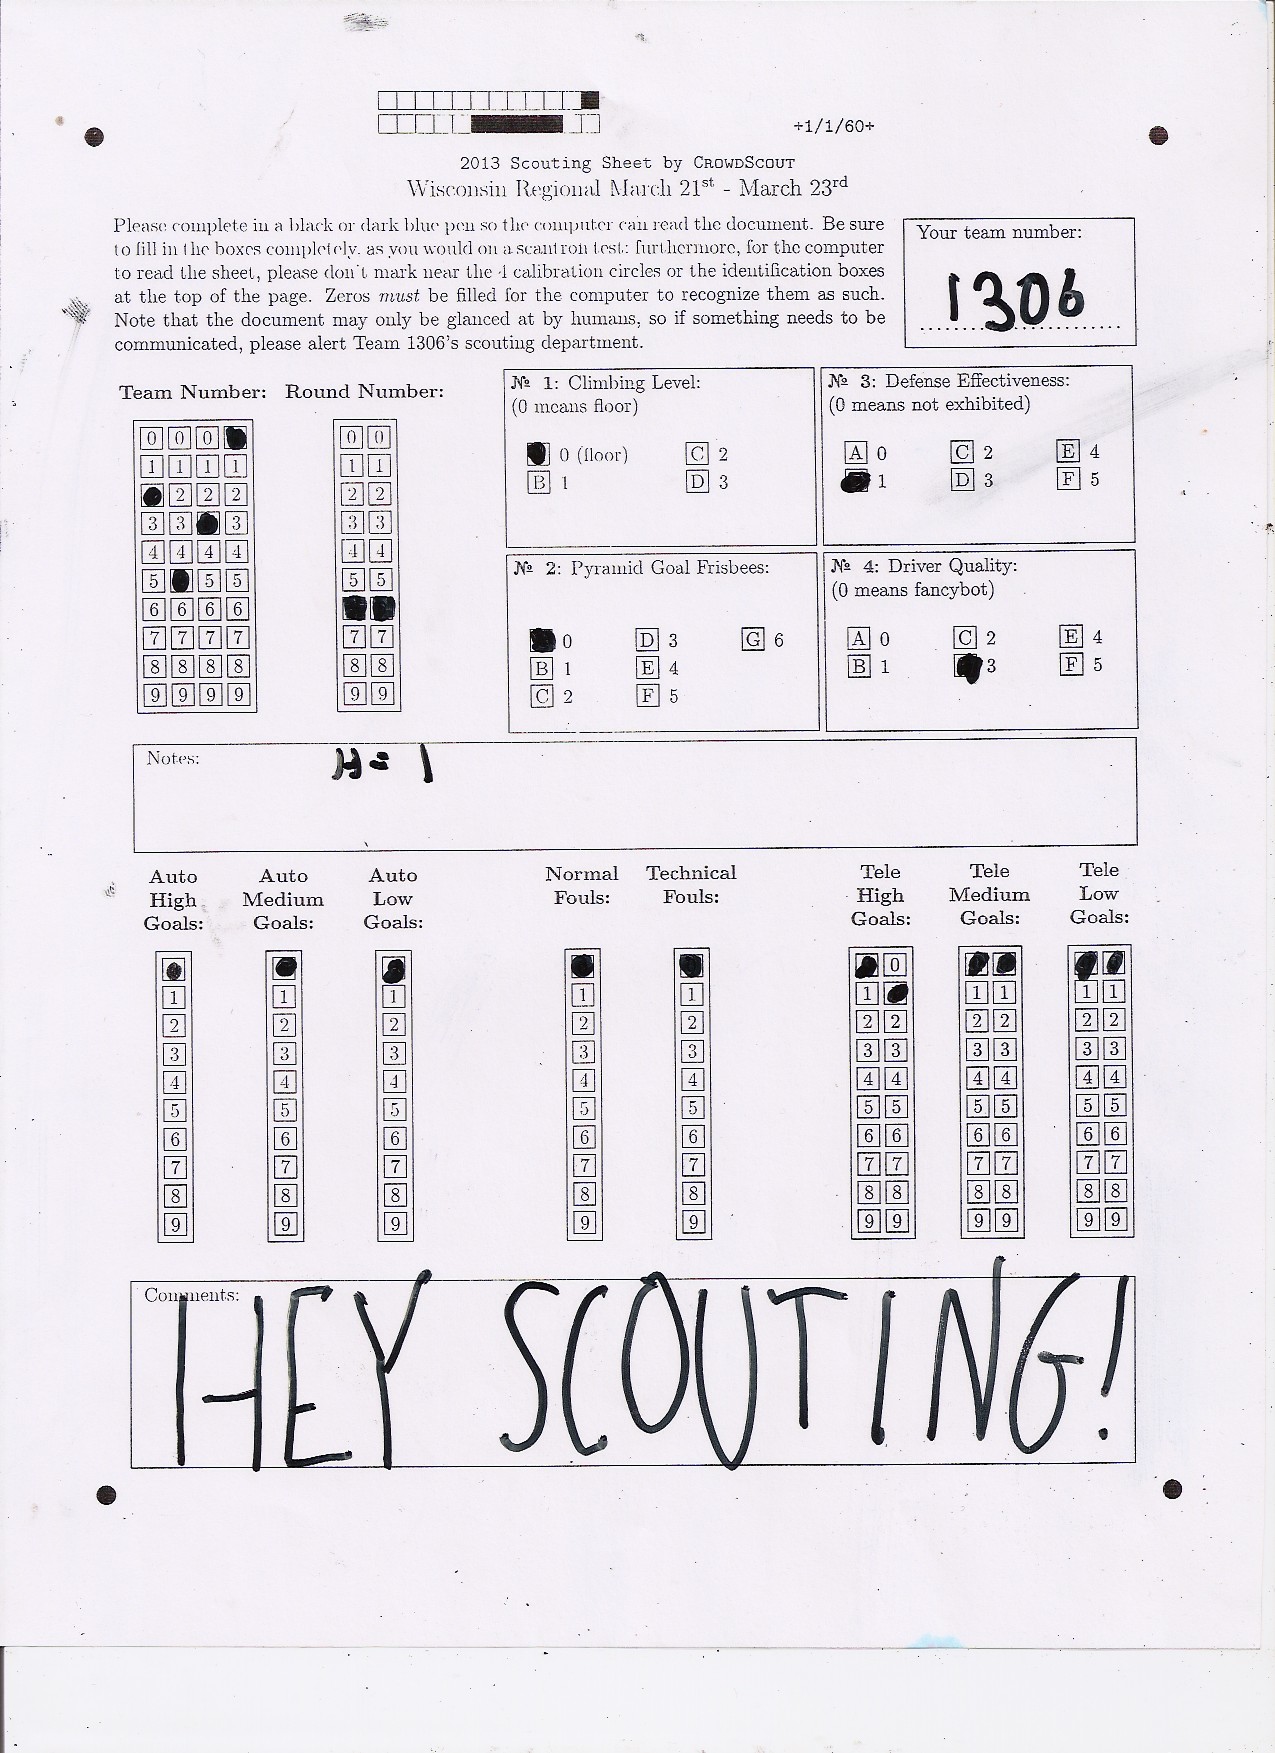 ÷1/1/60÷
2013 Scouting Sheet by CrowdScout
Wisconsin Regional March 21st - March 23rd
Please complete in a black or dark blue pen so the computer can read the document. Be sure
to fill in the boxes completely, as you would on a scantron test; furthermore, for the computer
to read the sheet, please don't mark near the 4 calibration circles or the identification boxes
at the top of the page. Zeros must be filled for the computer to recognize them as such.
Note that the document may only be glanced at by humans, so if something needs to be
communicated, please alert Team 1306's scouting department.
Your team number:
1306
Team Number:
0 0 0
1 1 1 1
2 2 2
3 3 3
4 4 4 4
5 5 5
6 6 6 6
7 7 7 7
8 8 8 8
9 9 9 9
Round Number:
0 0
1 1
2 2
3 3
4 4
5 5
7 7
8 8
9 9
№ 1: Climbing Level:
(0 means floor)
0 (floor) C 2
B 1 D 3
№ 3: Defense Effectiveness:
(0 means not exhibited)
A 0 C 2 E 4
1 D 3 F 5
№ 2: Pyramid Goal Frisbees:
0 D 3 G 6
B 1 E 4
C 2 F 5
№ 4: Driver Quality:
(0 means fancybot)
A 0 C 2 E 4
B 1 3 F 5
Notes:
= 1
Auto
High
Goals:
1
2
3
4
5
6
7
8
9
Auto
Medium
Goals:
1
2
3
4
5
6
7
8
9
Auto
Low
Goals:
1
2
3
4
5
6
7
8
9
Normal
Fouls:
1
2
3
4
5
6
7
8
9
Technical
Fouls:
1
2
3
4
5
6
7
8
9
Tele
High
Goals:
0
1
2 2
3 3
4 4
5 5
6 6
7 7
8 8
9 9
Tele
Medium
Goals:
1 1
2 2
3 3
4 4
5 5
6 6
7 7
8 8
9 9
Tele
Low
Goals:
1 1
2 2
3 3
4 4
5 5
6 6
7 7
8 8
9 9
Comments:
HEY SCOUTING!